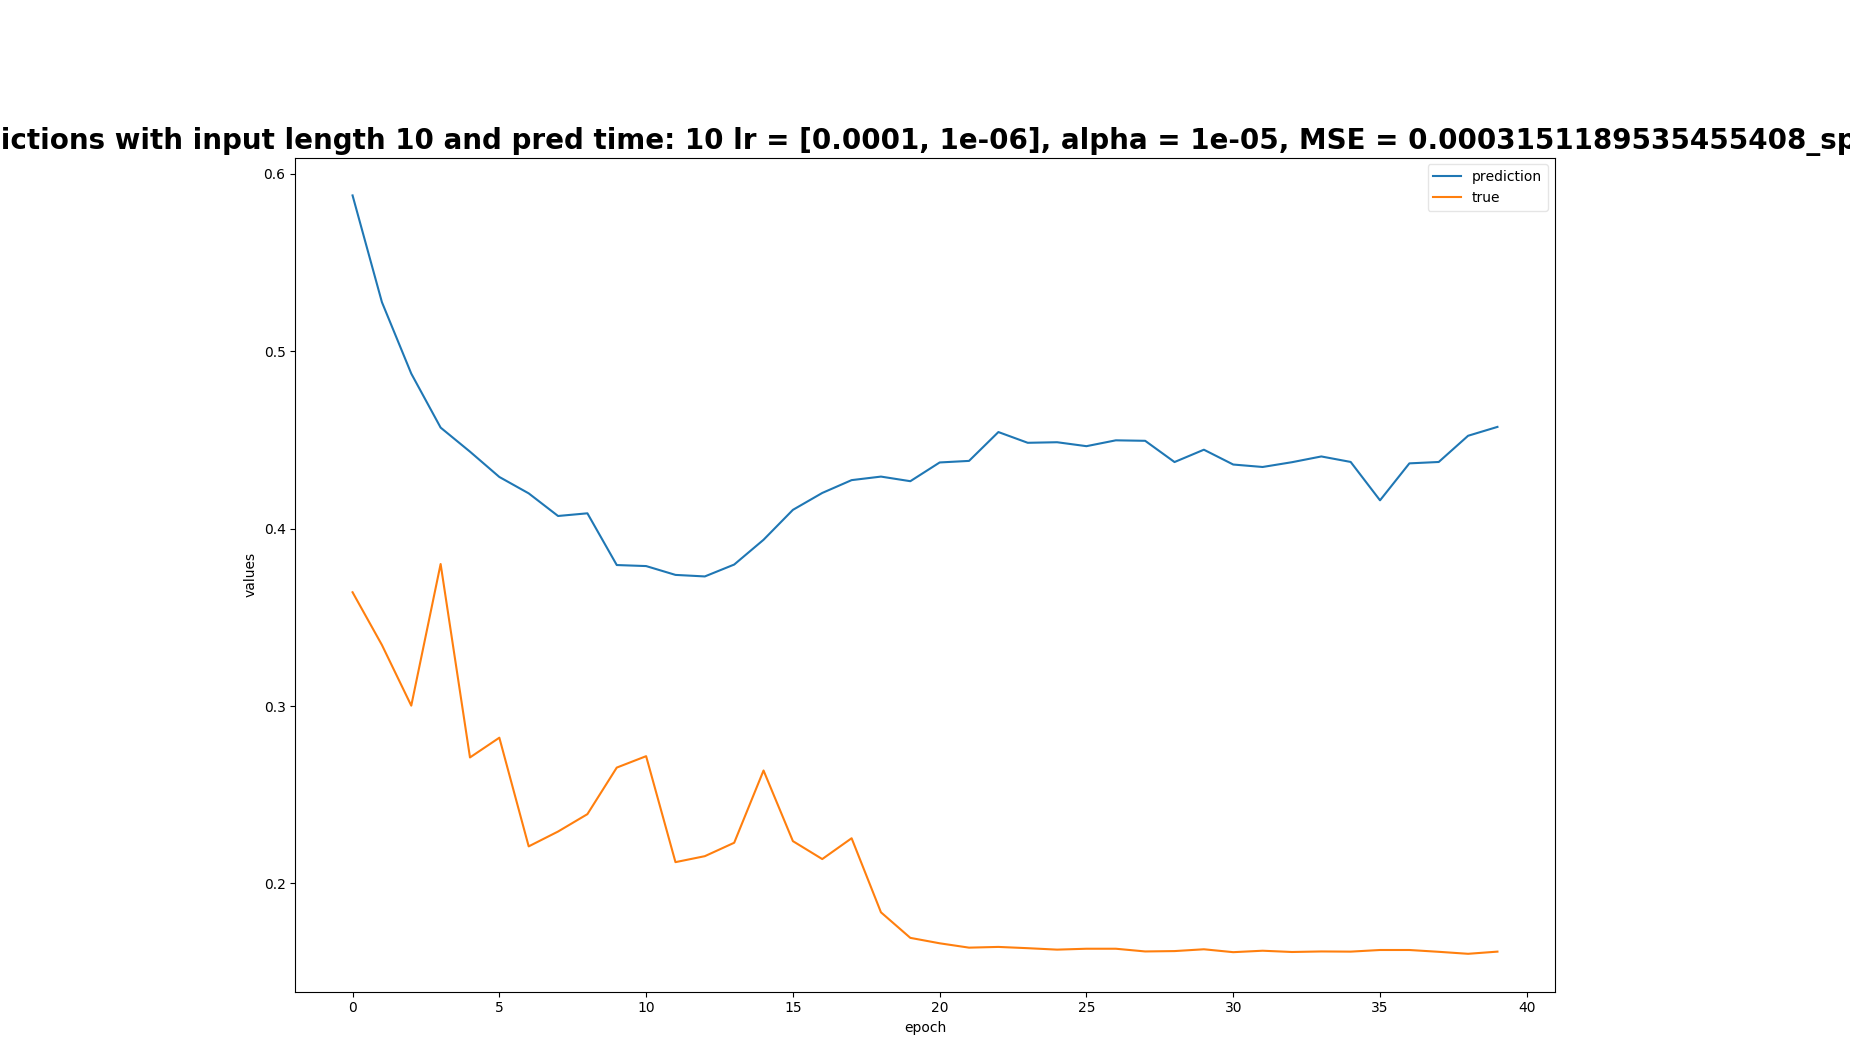 ictions with input length 10 and pred time: 10 lr = [0.0001, 1e-06], alpha = 1e-05, MSE = 0.0003151189535455408_sp
prediction
true
0.6
0.5
0.4
0.3
0.2
values
0 5 10 15 20 25 30 35 40
epoch